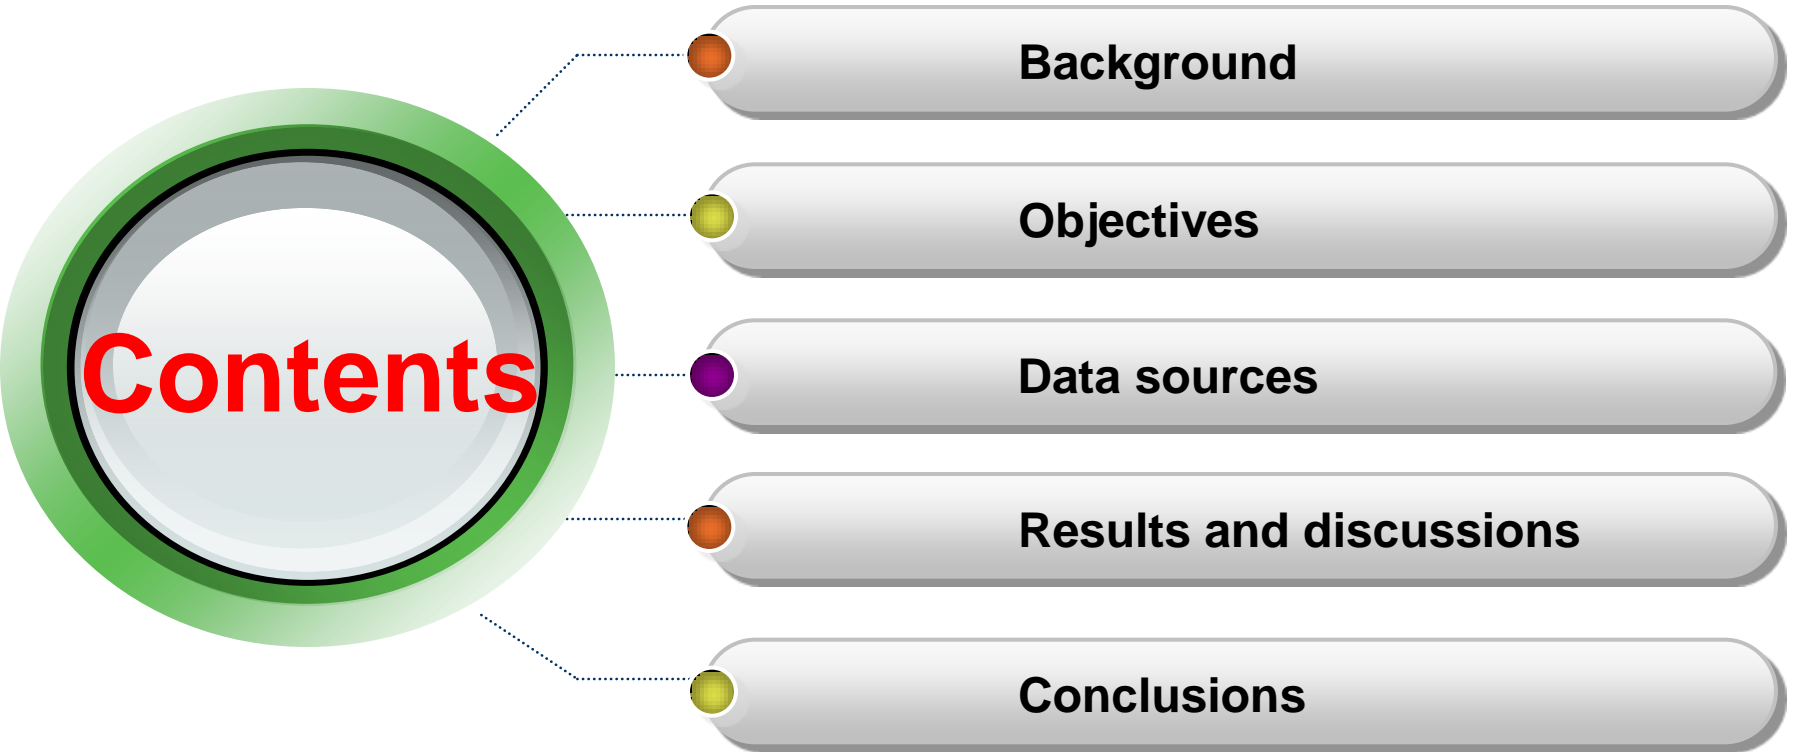 Contents
Background
Objectives
Data sources
Results and discussions
Conclusions